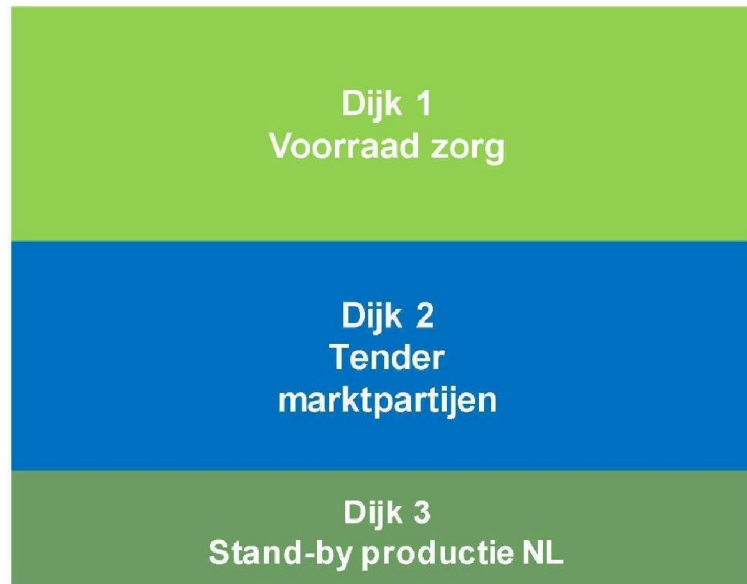 Dijk 1
Voorraad zorg
Dijk 2
Tender
marktpartijen
Dijk 3
Stand-by productie NL